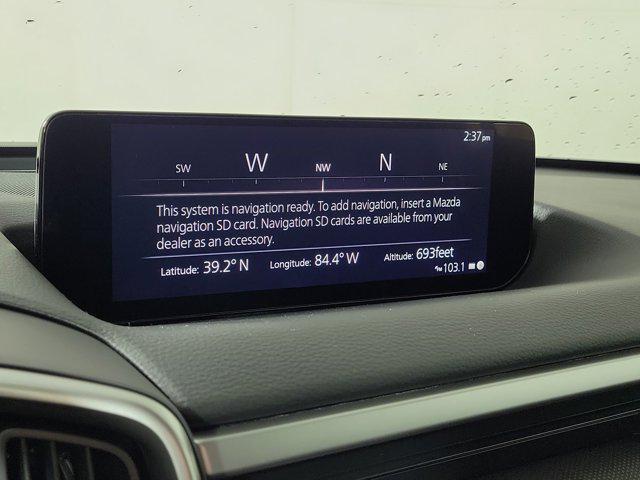 2:37pm
SW W NW N NE
This system is navigation ready. To add navigation, insert a Mazda
navigation SD card. Navigation SD cards are available from your
dealer as an accessory.
Latitude: 39.2° N Longitude: 84.4° W Altitude: 693feet
103.1